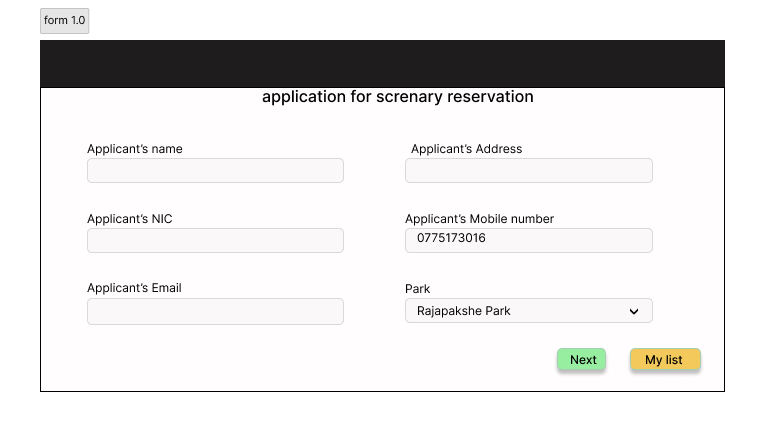 form 1.0
application for screnary reservation
Applicant's name
Applicant's Address
Applicant's NIC
Applicant's Mobile number
0775173016
Applicant's Email
Park
Rajapakshe Park
Next
My list